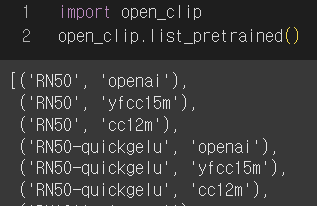 1 import open_clip
2 open_clip.list_pretrained()
[('RN50', 'openai'),
('RN50', 'yfcc15m'),
('RN50', 'cc12m'),
('RN50-quickgelu', 'openai'),
('RN50-quickgelu', 'yfcc15m'),
('RN50-quickgelu', 'cc12m'),